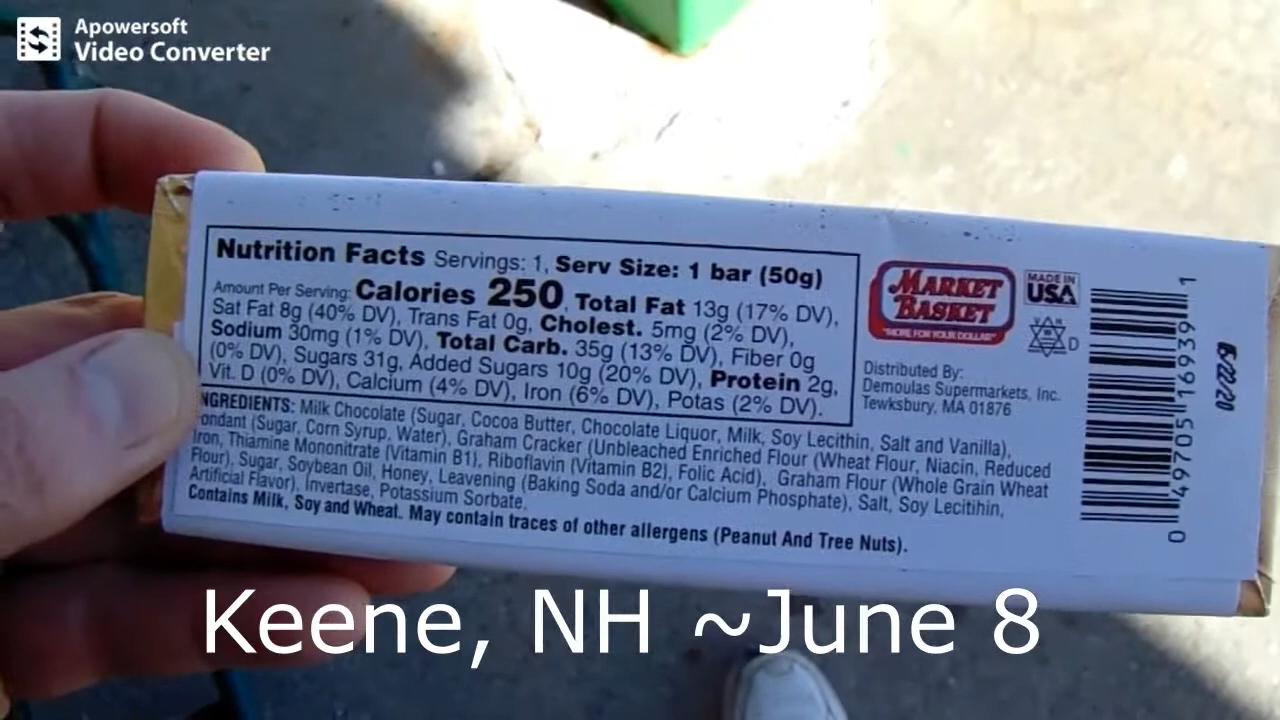 Apowersoft
Video Converter
Nutrition Facts Servings: 1, Serv Size: 1 bar (50g)
Amount Per Serving: Calories 250, Total Fat 13g (17% DV),
Sat Fat 8g (40% DV), Trans Fat 0g, Cholest. 5mg (2% DV),
Sodium 30mg (1% DV), Total Carb. 35g (13% DV), Fiber 0g
(0% DV), Sugars 31g, Added Sugars 10g (20% DV), Protein 2g,
Vit. D (0% DV), Calcium (4% DV), Iron (6% DV), Potas (2% DV).
NGREDIENTS: Milk Chocolate (Sugar, Cocoa Butter, Chocolate Liquor, Milk, Soy Lecithin, Salt and Vanilla),
ondant (Sugar, Corn Syrup, Water), Graham Cracker (Unbleached Enriched Flour (Wheat Flour, Niacin, Reduced
Iron, Thiamine Mononitrate (Vitamin B1), Riboflavin (Vitamin B2), Folic Acid), Graham Flour (Whole Grain Wheat
Flour), Sugar, Soybean Oil, Honey, Leavening (Baking Soda and/or Calcium Phosphate), Salt, Soy Lecitihin,
Artificial Flavor), Invertase, Potassium Sorbate.
Contains Milk, Soy and Wheat. May contain traces of other allergens (Peanut And Tree Nuts).
MARKET
BASKET
"MORE FOR YOUR DOLLAR"
MADE IN
USA
D
Distributed By:
Demoulas Supermarkets, Inc.
Tewksbury, MA 01876
0 49705 16939 1
Keene, NH ~June 8